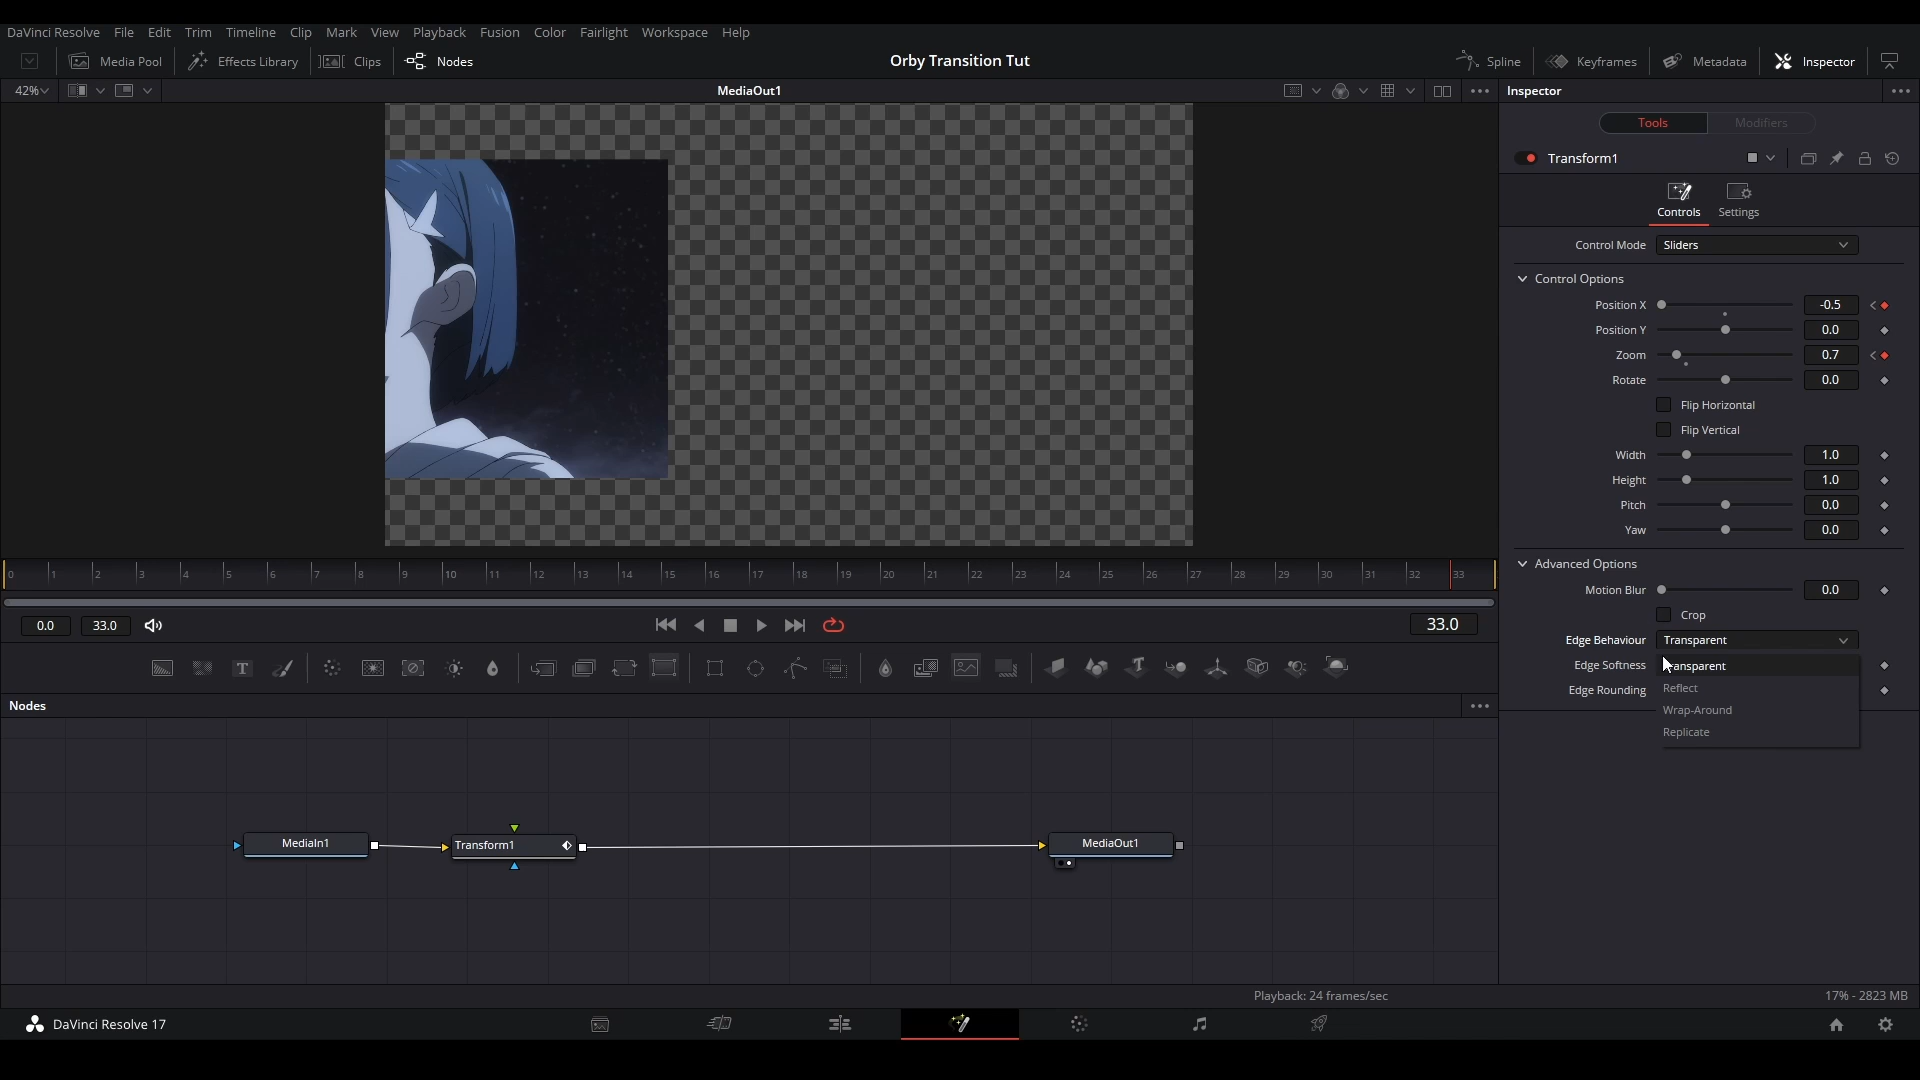 DaVinci Resolve File Edit Trim Timeline Clip Mark View Playback Fusion Color Fairlight Workspace Help
Media Pool Effects Library Clips Nodes Orby Transition Tut Spline Keyframes Metadata Inspector
42% MediaOut1 Inspector
Tools Modifiers
Transform1
Controls Settings
Control Mode Sliders
Control Options
Position X -0.5
Position Y 0.0
Zoom 0.7
Rotate 0.0
Flip Horizontal
Flip Vertical
Width 1.0
Height 1.0
Pitch 0.0
Yaw 0.0
Advanced Options
0 1 2 3 4 5 6 7 8 9 10 11 12 13 14 15 16 17 18 19 20 21 22 23 24 25 26 27 28 29 30 31 32 33
Motion Blur 0.0
Crop
0.0 33.0 33.0
Edge Behaviour Transparent
Edge Softness Transparent
Reflect
Edge Rounding
Wrap-Around
Replicate
Nodes
MediaIn1 Transform1 MediaOut1
Playback: 24 frames/sec 17% - 2823 MB
DaVinci Resolve 17